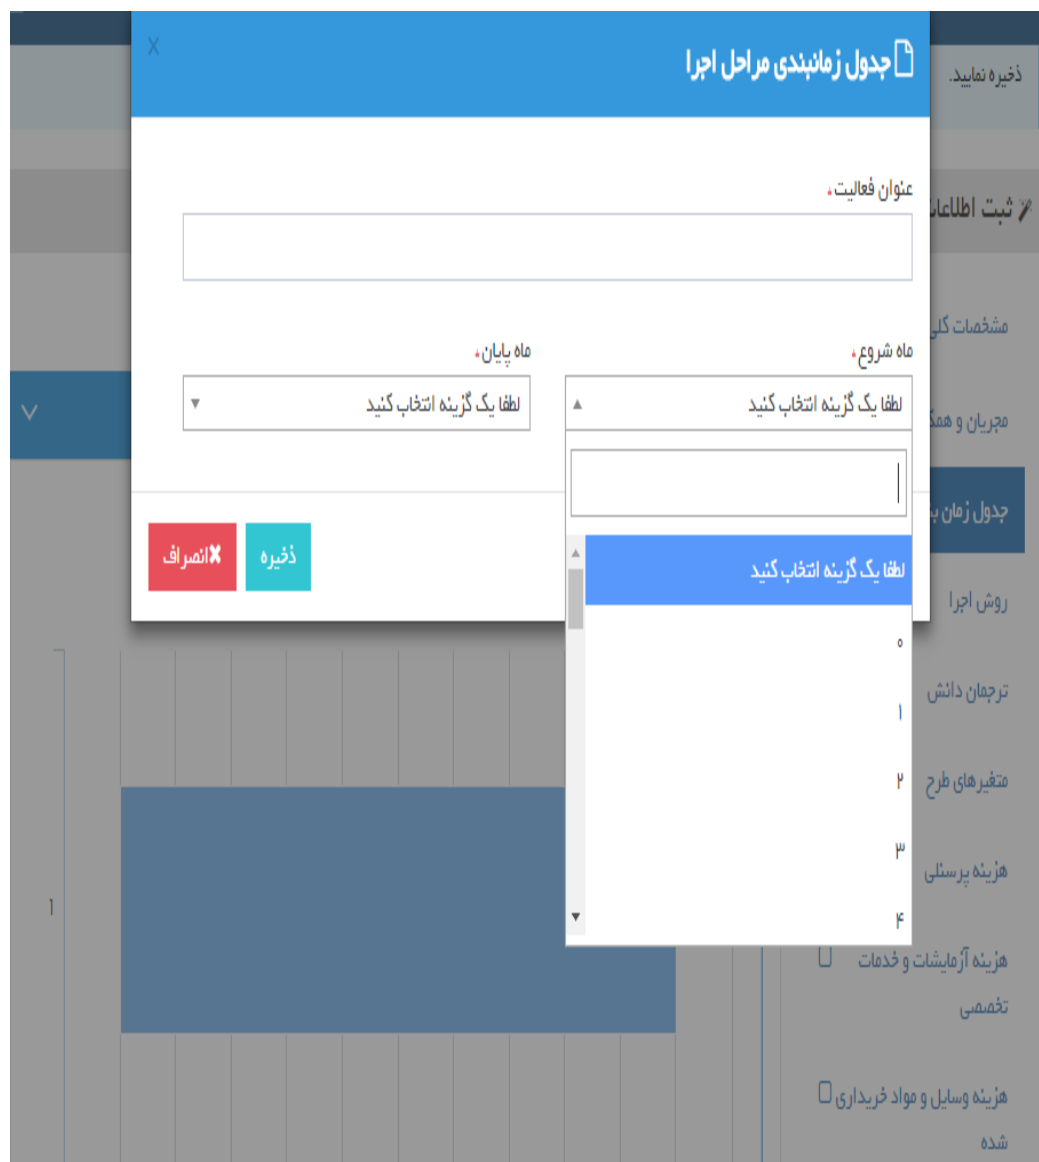 جدول زمانبندی مراحل اجرا
X
ذخیره نمایید.
عنوان فعالیت*
ثبت اطلاعات
ماه شروع*
ماه پایان*
لطفا یک گزینه انتخاب کنید
لطفا یک گزینه انتخاب کنید
لطفا یک گزینه انتخاب کنید
۰
۱
۲
۳
۴
ذخیره
انصراف
مشخصات کلی
مجریان و
جدول زمان
روش اجرا
ترجمان دانش
متغیرهای طرح
هزینه پرسنلی
هزینه آزمایشات و خدمات
تخصصی
هزینه وسایل و مواد خریداری
شده
1